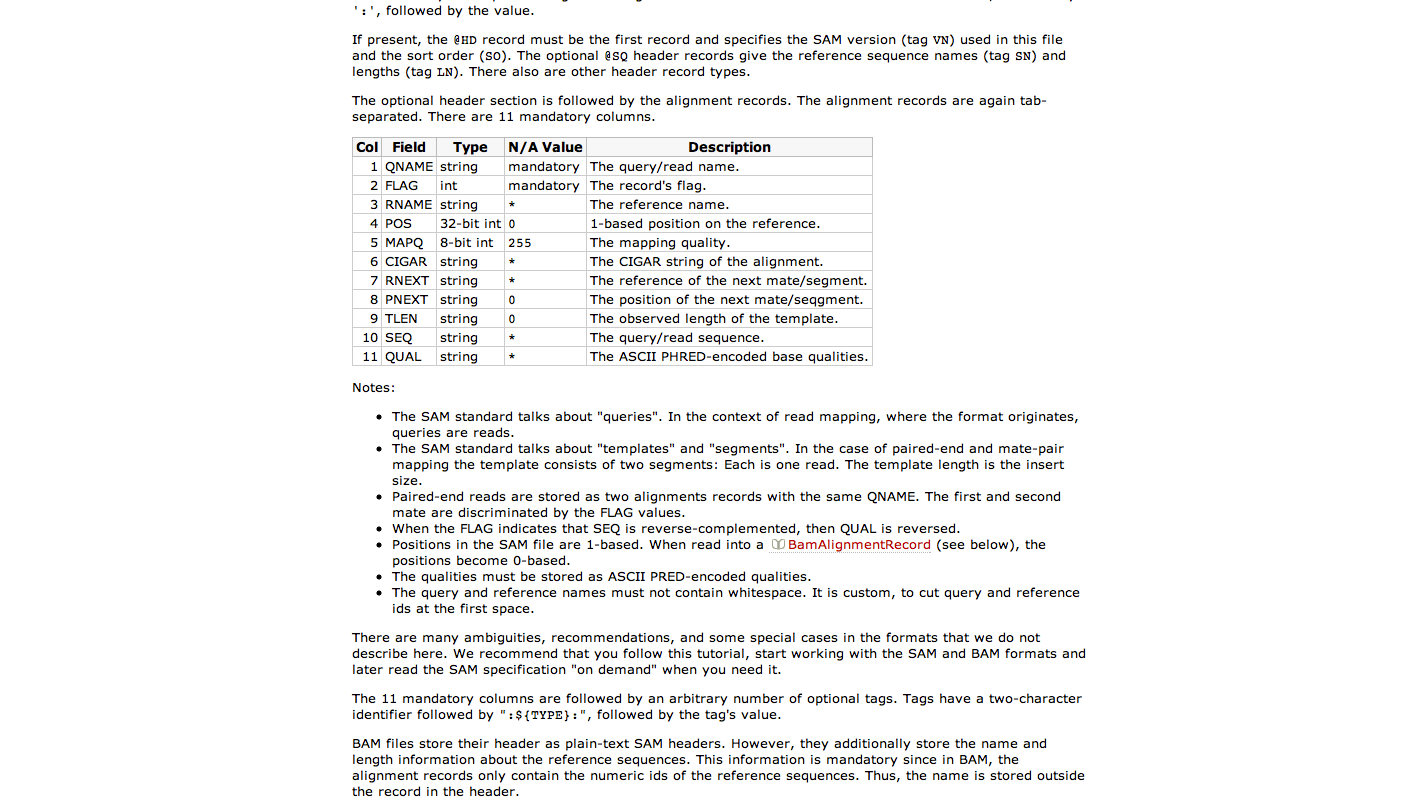 ':', followed by the value.
If present, the @HD record must be the first record and specifies the SAM version (tag VN) used in this file
and the sort order (SO). The optional @SQ header records give the reference sequence names (tag SN) and
lengths (tag LN). There also are other header record types.
The optional header section is followed by the alignment records. The alignment records are again tab-
separated. There are 11 mandatory columns.
Col Field Type N/A Value Description
1 QNAME string mandatory The query/read name.
2 FLAG int mandatory The record's flag.
3 RNAME string * The reference name.
4 POS 32-bit int 0 1-based position on the reference.
5 MAPQ 8-bit int 255 The mapping quality.
6 CIGAR string * The CIGAR string of the alignment.
7 RNEXT string * The reference of the next mate/segment.
8 PNEXT string 0 The position of the next mate/seqgment.
9 TLEN string 0 The observed length of the template.
10 SEQ string * The query/read sequence.
11 QUAL string * The ASCII PHRED-encoded base qualities.
Notes:
• The SAM standard talks about "queries". In the context of read mapping, where the format originates,
queries are reads.
• The SAM standard talks about "templates" and "segments". In the case of paired-end and mate-pair
mapping the template consists of two segments: Each is one read. The template length is the insert
size.
• Paired-end reads are stored as two alignments records with the same QNAME. The first and second
mate are discriminated by the FLAG values.
• When the FLAG indicates that SEQ is reverse-complemented, then QUAL is reversed.
• Positions in the SAM file are 1-based. When read into a BamAlignmentRecord (see below), the
positions become 0-based.
• The qualities must be stored as ASCII PRED-encoded qualities.
• The query and reference names must not contain whitespace. It is custom, to cut query and reference
ids at the first space.
There are many ambiguities, recommendations, and some special cases in the formats that we do not
describe here. We recommend that you follow this tutorial, start working with the SAM and BAM formats and
later read the SAM specification "on demand" when you need it.
The 11 mandatory columns are followed by an arbitrary number of optional tags. Tags have a two-character
identifier followed by ":${TYPE}:", followed by the tag's value.
BAM files store their header as plain-text SAM headers. However, they additionally store the name and
length information about the reference sequences. This information is mandatory since in BAM, the
alignment records only contain the numeric ids of the reference sequences. Thus, the name is stored outside
the record in the header.